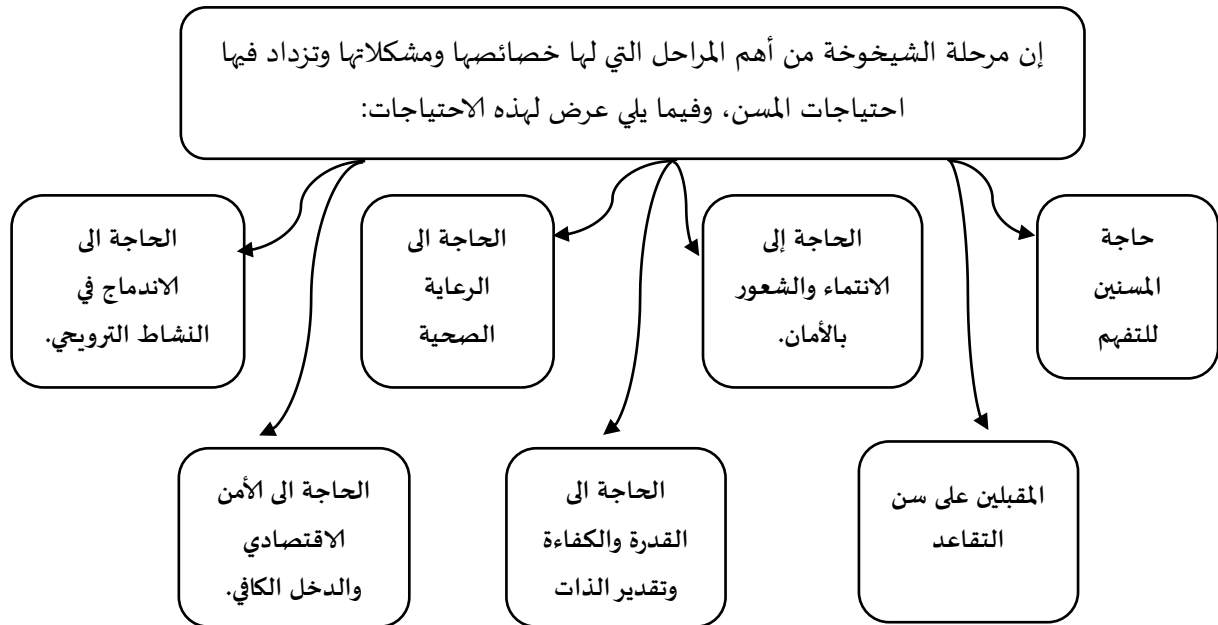 إن مرحلة الشيخوخة من أهم المراحل التي لها خصائصها ومشكلاتها وتزداد فيها
احتياجات المسن، وفيما يلي عرض لهذه الاحتياجات:
حاجة
المسنين
للتفهم
الحاجة إلى
الانتماء والشعور
بالأمان.
الحاجة الى
الرعاية
الصحية
الحاجة الى
الاندماج في
النشاط الترويحي.
المقبلين على سن
التقاعد
الحاجة الى
القدرة والكفاءة
وتقدير الذات
الحاجة الى الأمن
الاقتصادي
والدخل الكافي.